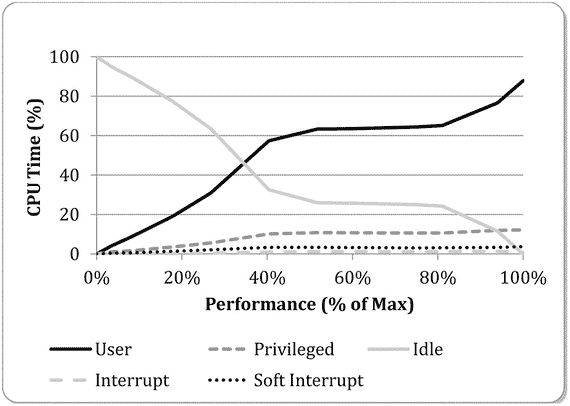 100
80
60
40
20
0
CPU Time (%)
0% 20% 40% 60% 80% 100%
Performance (% of Max)
User Privileged Idle
Interrupt Soft Interrupt